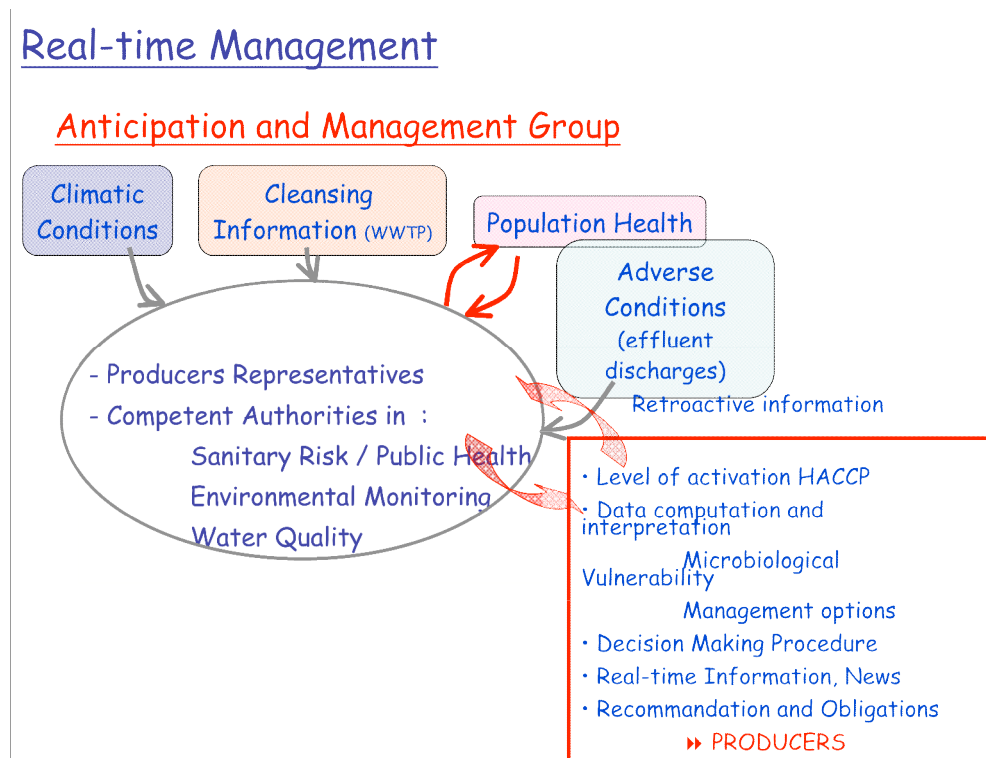 Real-time Management
Anticipation and Management Group
Climatic
Conditions
Cleansing
Information (WWTP)
Population Health
Adverse
Conditions
(effluent
discharges)
Retroactive information
- Producers Representatives
- Competent Authorities in :
Sanitary Risk / Public Health
Environmental Monitoring
Water Quality
• Level of activation HACCP
• Data computation and
interpretation
Microbiological
Vulnerability
Management options
• Decision Making Procedure
• Real-time Information, News
• Recommandation and Obligations
PRODUCERS